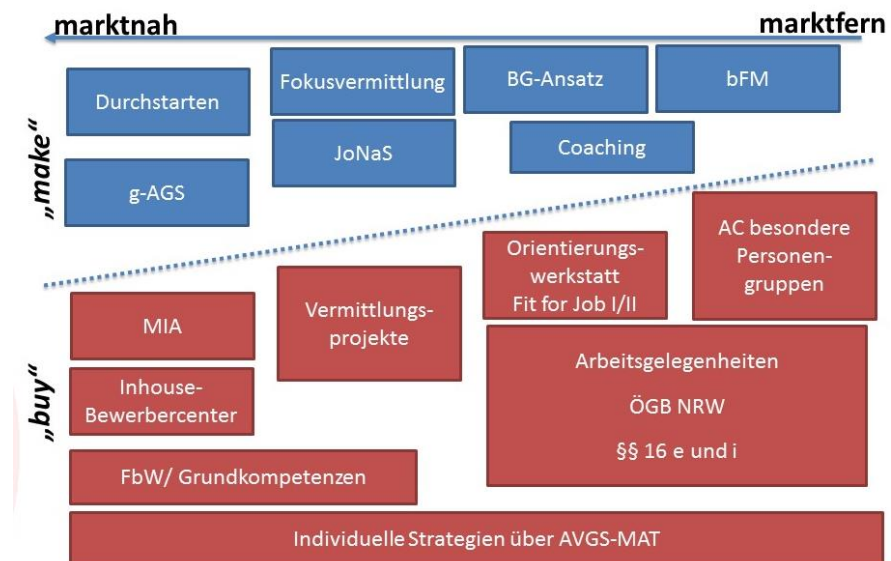 marktnah
marktfern
„make“
Durchstarten
Fokusvermittlung
BG-Ansatz
bFM
g-AGS
JoNaS
Coaching
„buy“
MIA
Vermittlungs-
projekte
Orientierungs-
werkstatt
Fit for Job I/II
AC besondere
Personen-
gruppen
Inhouse-
Bewerbercenter
Arbeitsgelegenheiten
ÖGB NRW
§§ 16 e und i
FbW/ Grundkompetenzen
Individuelle Strategien über AVGS-MAT